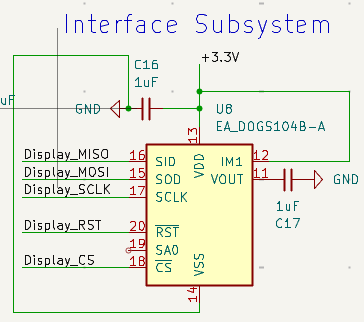 Interface Subsystem
+3.3V
C16
1uF
uF
GND
U8
EA_DOGS104B-A
13
VDD
Display_MISO 16 SID
IM1 12
Display_MOSI 15 SOD
VOUT 11
GND
Display_SCLK 17 SCLK
1uF
C17
Display_RST 20 RST
19 SA0
Display_CS 18 CS
VSS
14